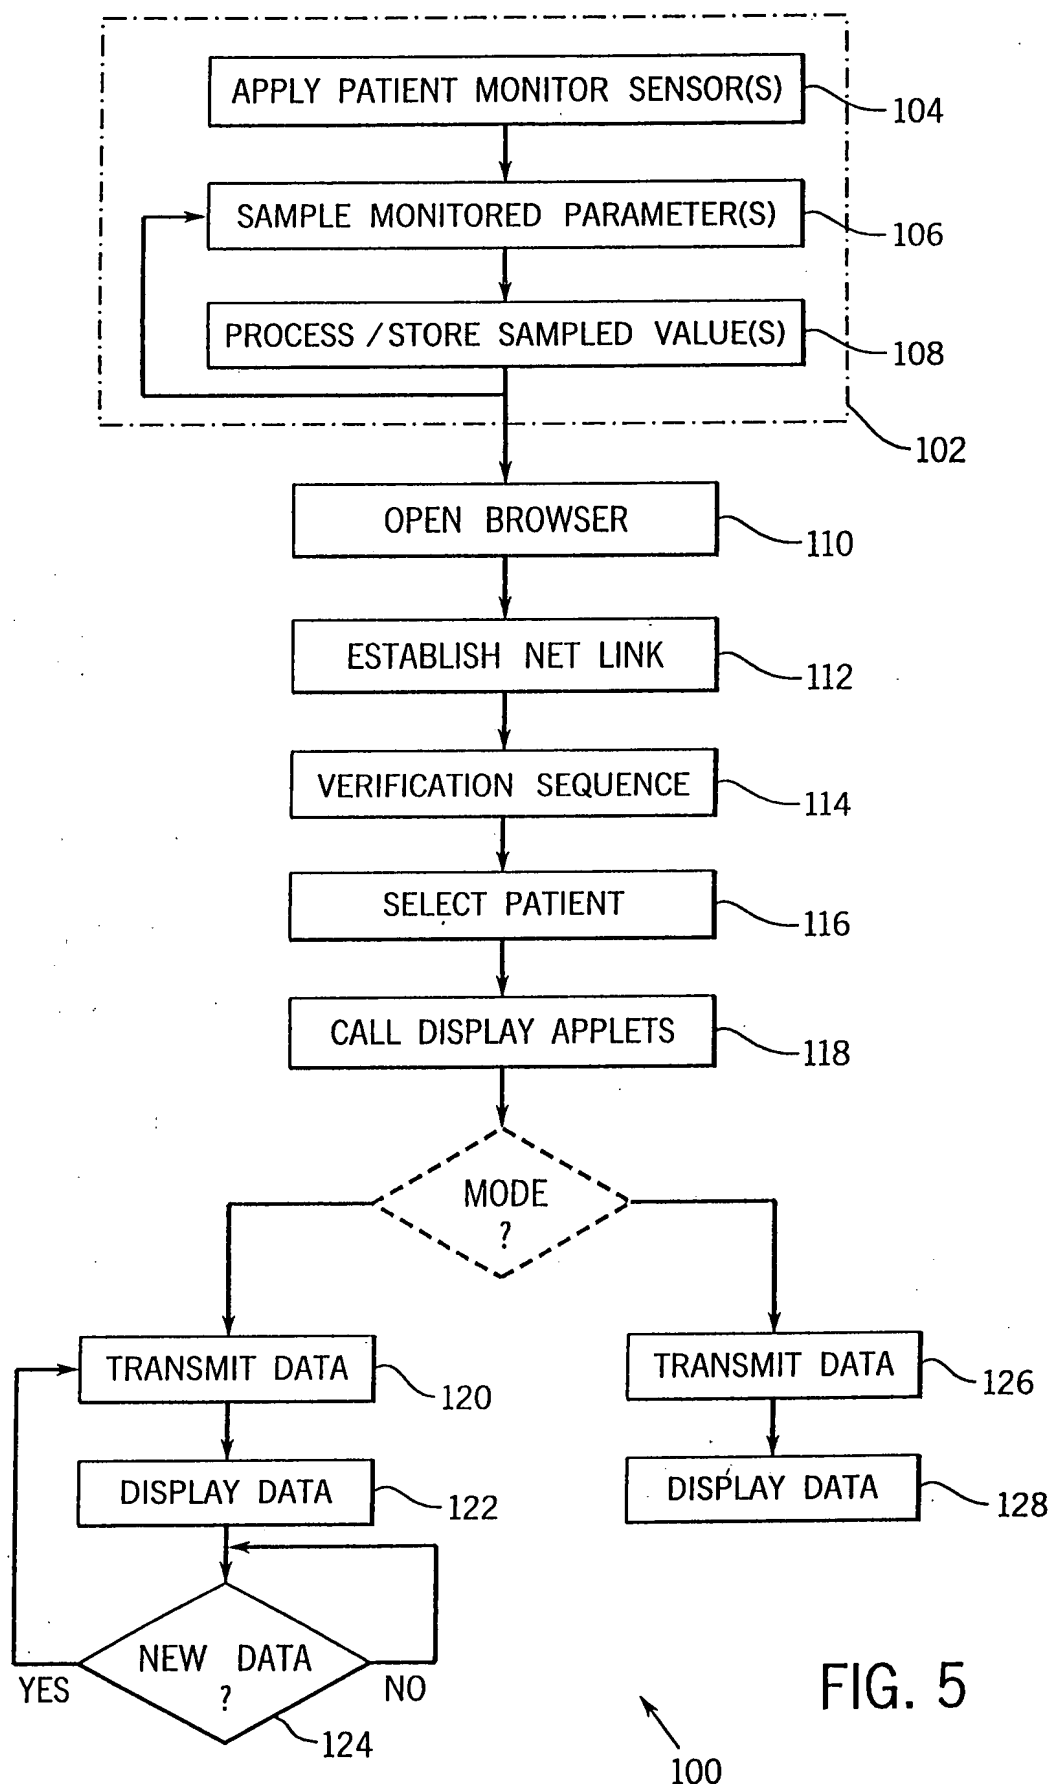 APPLY PATIENT MONITOR SENSOR(S)
104
SAMPLE MONITORED PARAMETER(S)
106
PROCESS / STORE SAMPLED VALUE(S)
108
102
OPEN BROWSER
110
ESTABLISH NET LINK
112
VERIFICATION SEQUENCE
114
SELECT PATIENT
116
CALL DISPLAY APPLETS
118
MODE
?
TRANSMIT DATA
120
TRANSMIT DATA
126
DISPLAY DATA
122
DISPLAY DATA
128
NEW DATA
?
YES
NO
124
FIG. 5
100